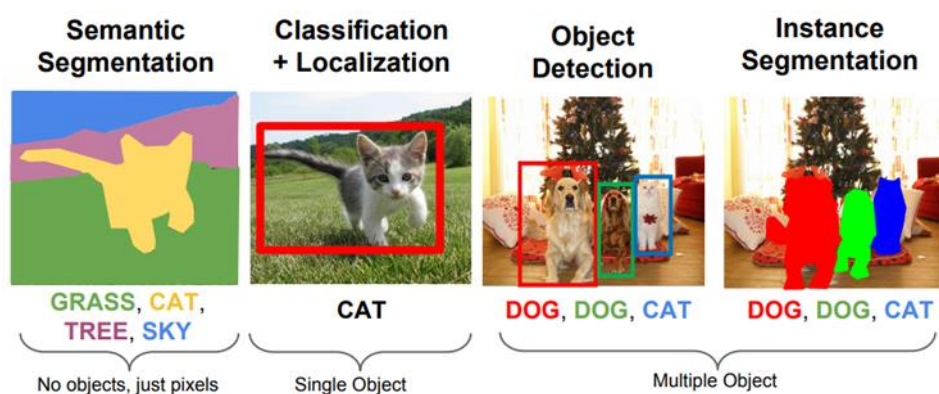 Semantic
Segmentation
Classification
+ Localization
Object
Detection
Instance
Segmentation
GRASS, CAT,
TREE, SKY
CAT
DOG, DOG, CAT
DOG, DOG, CAT
No objects, just pixels
Single Object
Multiple Object